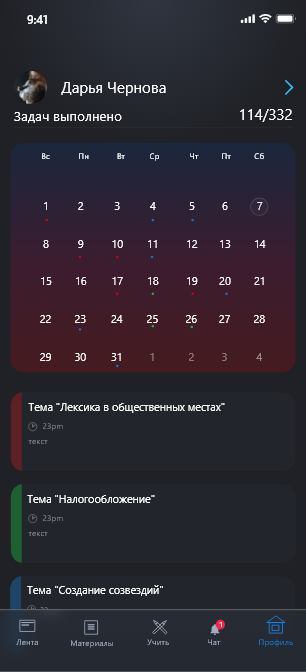 9:41
Дарья Чернова
Задач выполнено 114/332
Вс Пн Вт Ср Чт Пт Сб
1 2 3 4 5 6 7
8 9 10 11 12 13 14
15 16 17 18 19 20 21
22 23 24 25 26 27 28
29 30 31 1 2 3 4
Тема "Лексика в общественных местах"
23pm
текст
Тема "Налогообложение"
23pm
текст
Тема "Создание созвездий"
1
Лента Материалы Учить Чат Профиль